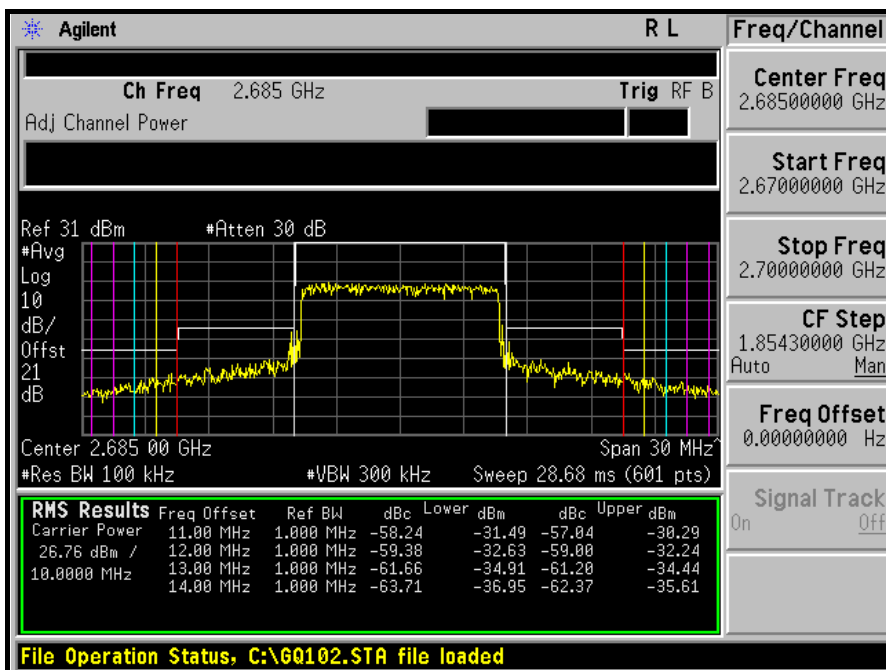 Agilent R L Freq/Channel
Ch Freq 2.685 GHz Trig RF B
Adj Channel Power
Center Freq
2.68500000 GHz
Start Freq
2.67000000 GHz
Stop Freq
2.70000000 GHz
CF Step
1.85430000 GHz
Auto Man
Freq Offset
0.00000000 Hz
Signal Track
On Off
Ref 31 dBm #Atten 30 dB
#Avg
Log
10
dB/
Offst
21
dB
Center 2.685 00 GHz Span 30 MHz^
#Res BW 100 kHz #VBW 300 kHz Sweep 28.68 ms (601 pts)
RMS Results Freq Offset Ref BW dBc Lower dBm dBc Upper dBm
Carrier Power 11.00 MHz 1.000 MHz -58.24 -31.49 -57.04 -30.29
26.76 dBm / 12.00 MHz 1.000 MHz -59.38 -32.63 -59.00 -32.24
10.0000 MHz 13.00 MHz 1.000 MHz -61.66 -34.91 -61.20 -34.44
14.00 MHz 1.000 MHz -63.71 -36.95 -62.37 -35.61
File Operation Status, C:\GQ102.STA file loaded